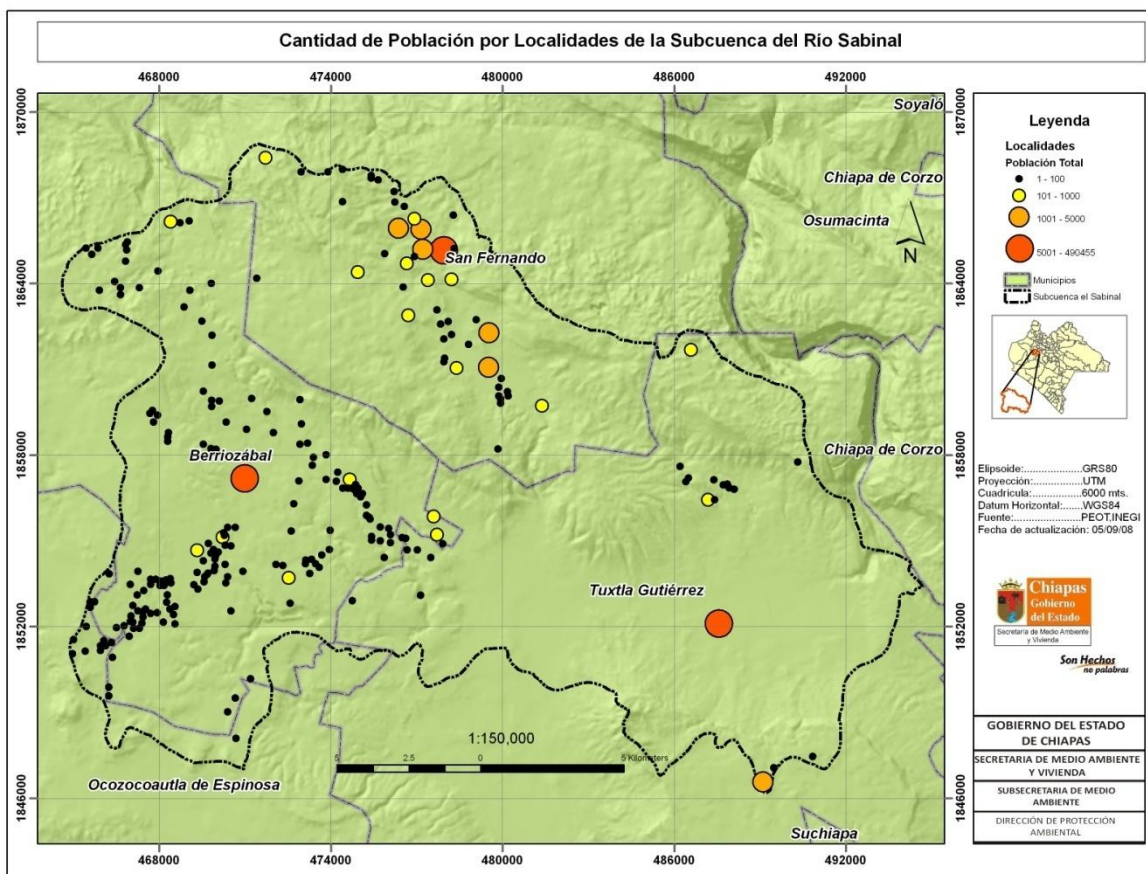 Cantidad de Población por Localidades de la Subcuenca del Río Sabinal
468000 474000 480000 486000 492000
1870000 1870000
1864000 1864000
1858000 1858000
1852000 1852000
1846000 1846000
Soyaló
Chiapa de Corzo
Osumacinta
N
San Fernando
Chiapa de Corzo
Berriozábal
Tuxtla Gutiérrez
1:150,000
5 2.5 0 5 Kilometers
Ocozocoautla de Espinosa
Suchiapa
468000 474000 480000 486000 492000
Leyenda
Localidades
Población Total
1 - 100
101 - 1000
1001 - 5000
5001 - 490455
Municipios
Subcuenca el Sabinal
Elipsoide:.................GRS80
Proyección:...............UTM
Cuadricula:..............6000 mts.
Datum Horizontal:.....WGS84
Fuente:.................PEOT,INEGI
Fecha de actualización: 05/09/08
Chiapas
Gobierno
del Estado
Secretaria de Medio Ambiente
y Vivienda
Son Hechos
no palabras
GOBIERNO DEL ESTADO
DE CHIAPAS
SECRETARIA DE MEDIO AMBIENTE
Y VIVIENDA
SUBSECRETARIA DE MEDIO
AMBIENTE
DIRECCIÓN DE PROTECCIÓN
AMBIENTAL